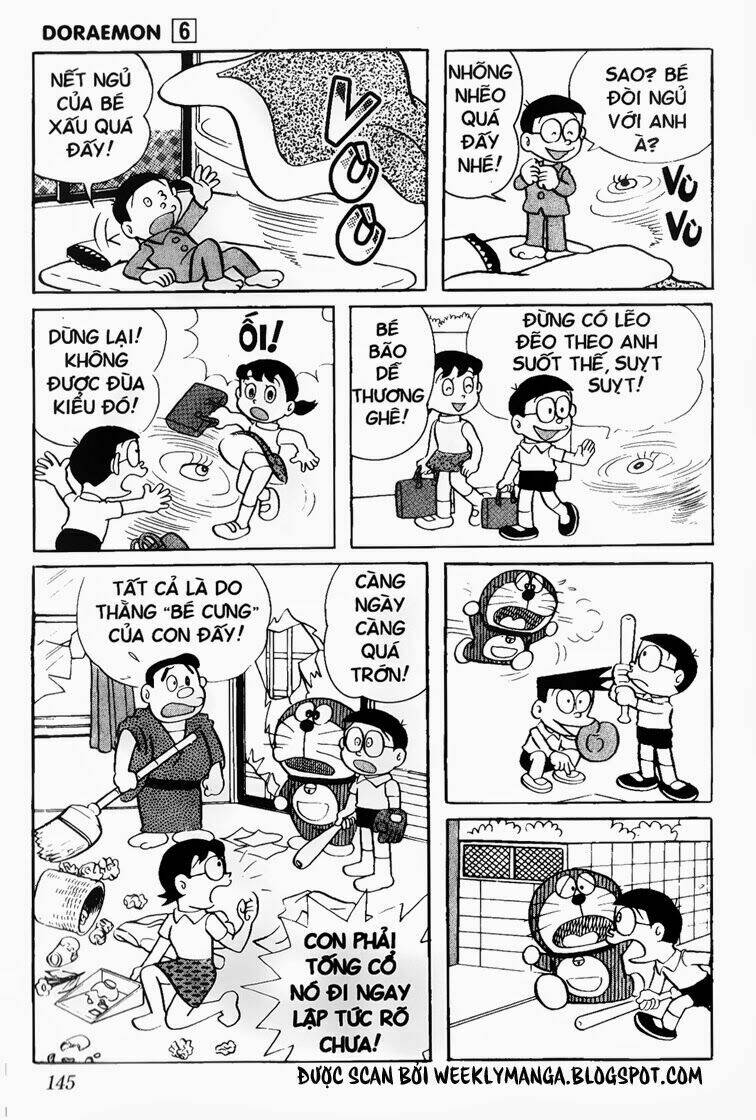 DORAEMON 6
SAO? BÉ
ĐÒI NGỦ
VỚI ANH
À?
NHÕNG
NHẼO
QUÁ
ĐẤY
NHÉ!
VÙ
VÙ
NẾT NGỦ
CỦA BÉ
XẤU QUÁ
ĐẤY!
VƠƠ
ĐỪNG CÓ LẼO
ĐẼO THEO ANH
SUỐT THẾ, SUỴT
SUỴT!
BÉ
BÃO
DỄ
THƯƠNG
GHÊ!
ỐI!
DỪNG LẠI!
KHÔNG
ĐƯỢC ĐÙA
KIỂU ĐÓ!
CÀNG
NGÀY
CÀNG
QUÁ
TRỚN!
TẤT CẢ LÀ DO
THẰNG "BÉ CƯNG"
CỦA CON ĐẤY!
CON PHẢI
TỐNG CỔ
NÓ ĐI NGAY
LẬP TỨC RÕ
CHƯA!
145
ĐƯỢC SCAN BỞI WEEKLYMANGA.BLOGSPOT.COM